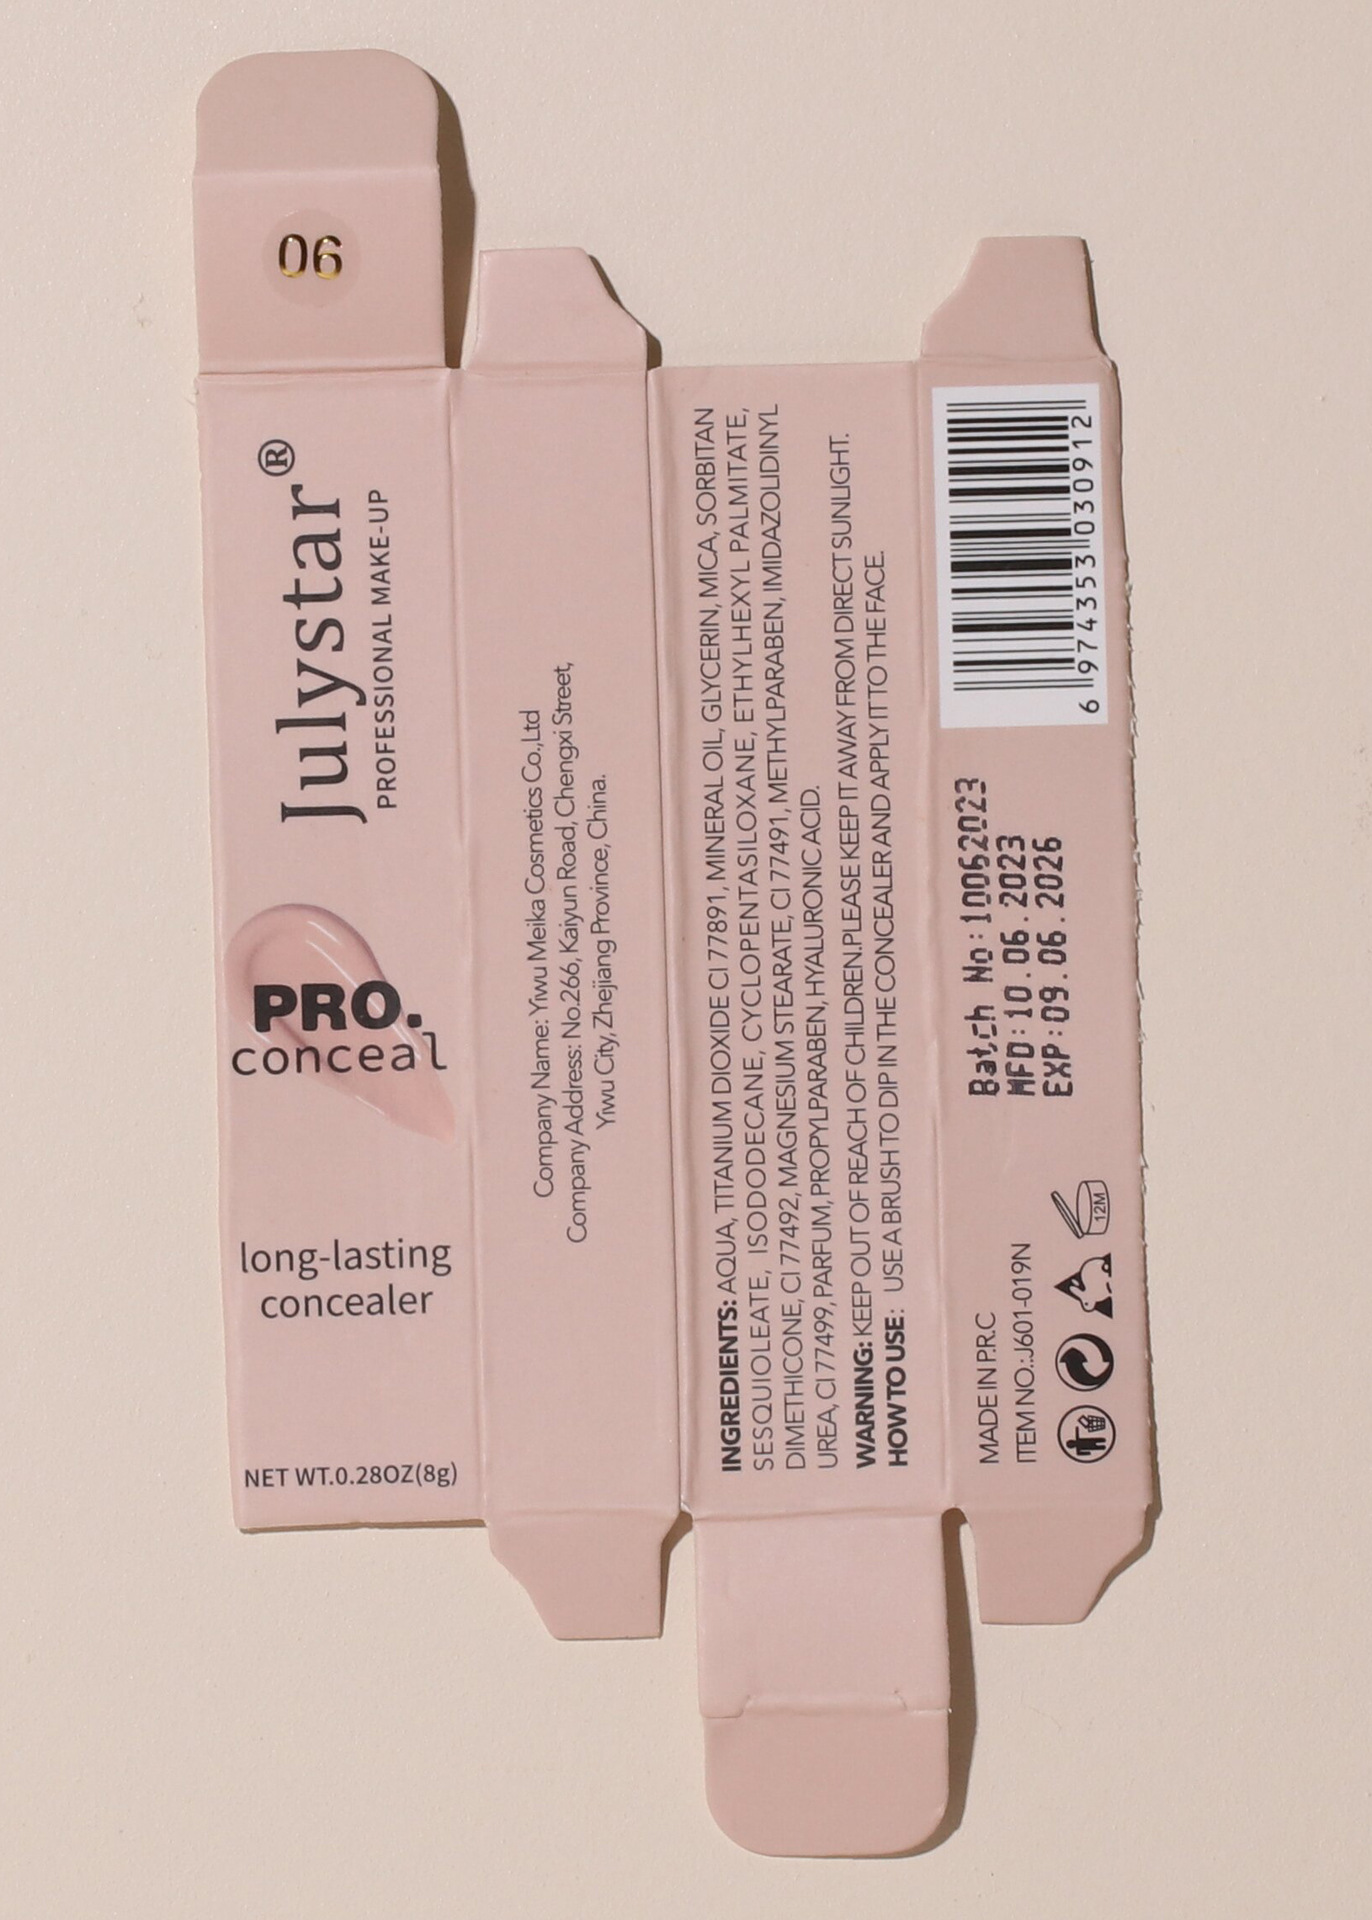 06
Julystar®
PROFESSIONAL MAKE-UP
PRO.
conceal
long-lasting
concealer
NET WT.0.28OZ(8g)
Company Name: Yiwu Meika Cosmetics Co.,Ltd
Company Address: No.266, Kaiyun Road, Chengxi Street,
Yiwu City, Zhejiang Province, China.
INGREDIENTS: AQUA, TITANIUM DIOXIDE CI 77891, MINERAL OIL, GLYCERIN, MICA, SORBITAN
SESQUIOLEATE, ISODODECANE, CYCLOPENTASILOXANE, ETHYLHEXYL PALMITATE,
DIMETHICONE, CI 77492, MAGNESIUM STEARATE, CI 77491, METHYLPARABEN, IMIDAZOLIDINYL
UREA, CI 77499, PARFUM, PROPYLPARABEN, HYALURONIC ACID.
WARNING: KEEP OUT OF REACH OF CHILDREN.PLEASE KEEP IT AWAY FROM DIRECT SUNLIGHT.
HOW TO USE: USE A BRUSH TO DIP IN THE CONCEALER AND APPLY IT TO THE FACE.
MADE IN P.R.C
ITEM NO.:J601-019N
12M
Batch No:10062023
MFD:10.06.2023
EXP:09.06.2026
6 974353 030912